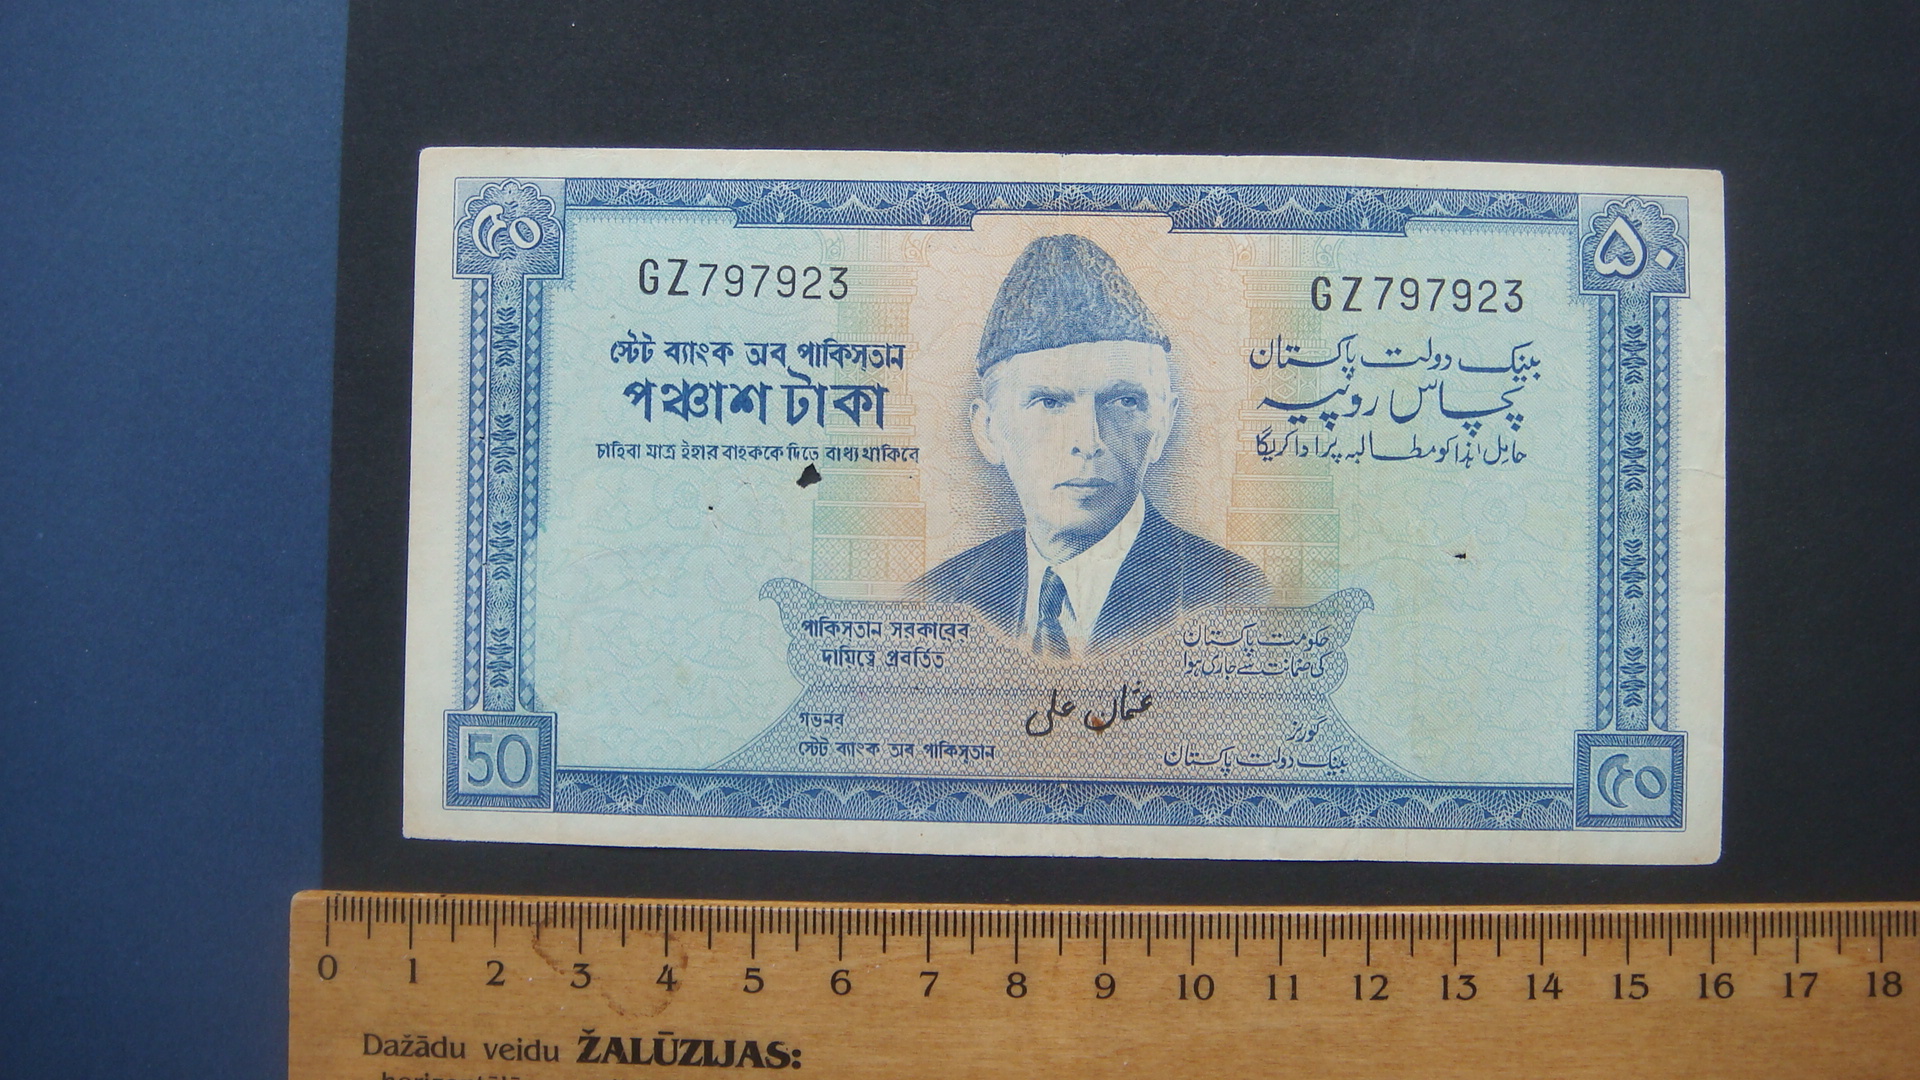 ৫০
۵۰
GZ797923
GZ797923
স্টেট ব্যাংক অব পাকিস্তান
পঞ্চাশ টাকা
চাহিবা মাত্র ইহার বাহককে দিতে বাধ্য থাকিবে
بینک دولت پاکستان
پچاس روپیہ
حامل ہٰذا کو مطالبہ پر ادا کریگا
পাকিস্তান সরকারের
দায়িত্বে প্রবর্তিত
حکومت پاکستان
کی ضمانت سے جاری ہوا
عثمان علی
গভর্নর
স্টেট ব্যাংক অব পাকিস্তান
گورنر
بینک دولت پاکستان
50
৫০
0 1 2 3 4 5 6 7 8 9 10 11 12 13 14 15 16 17 18
Dažādu veidu ŽALŪZIJAS: